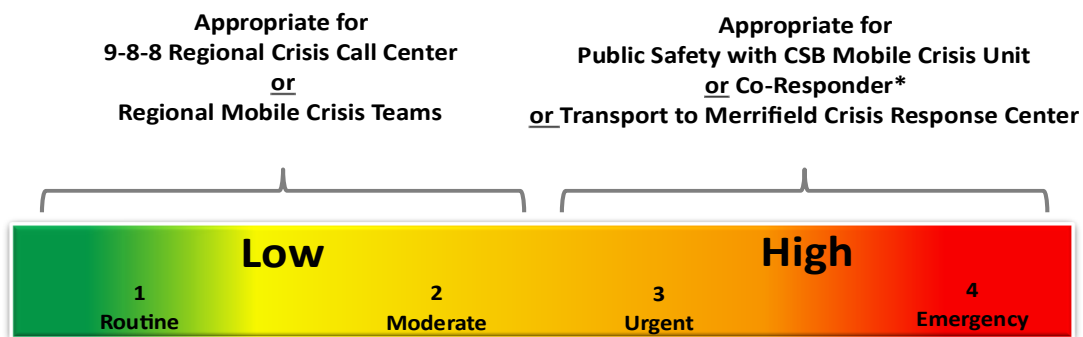 Appropriate for
9-8-8 Regional Crisis Call Center
or
Regional Mobile Crisis Teams
Appropriate for
Public Safety with CSB Mobile Crisis Unit
or Co-Responder*
or Transport to Merrifield Crisis Response Center
Low
High
1
Routine
2
Moderate
3
Urgent
4
Emergency